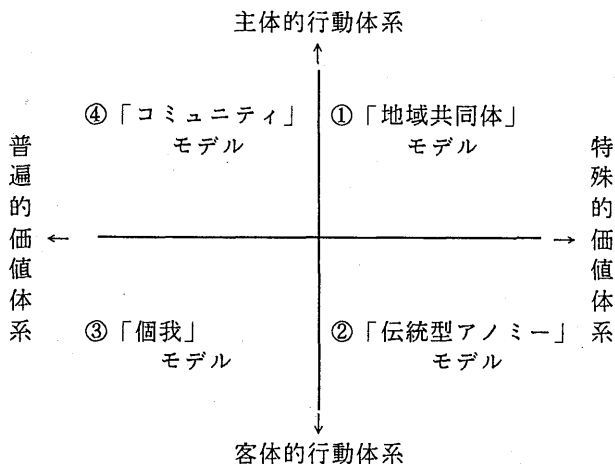 主体的行動体系
④「コミュニティ」
モデル
①「地域共同体」
モデル
普遍的価値体系
特殊的価値体系
③「個我」
モデル
②「伝統型アノミー」
モデル
客体的行動体系